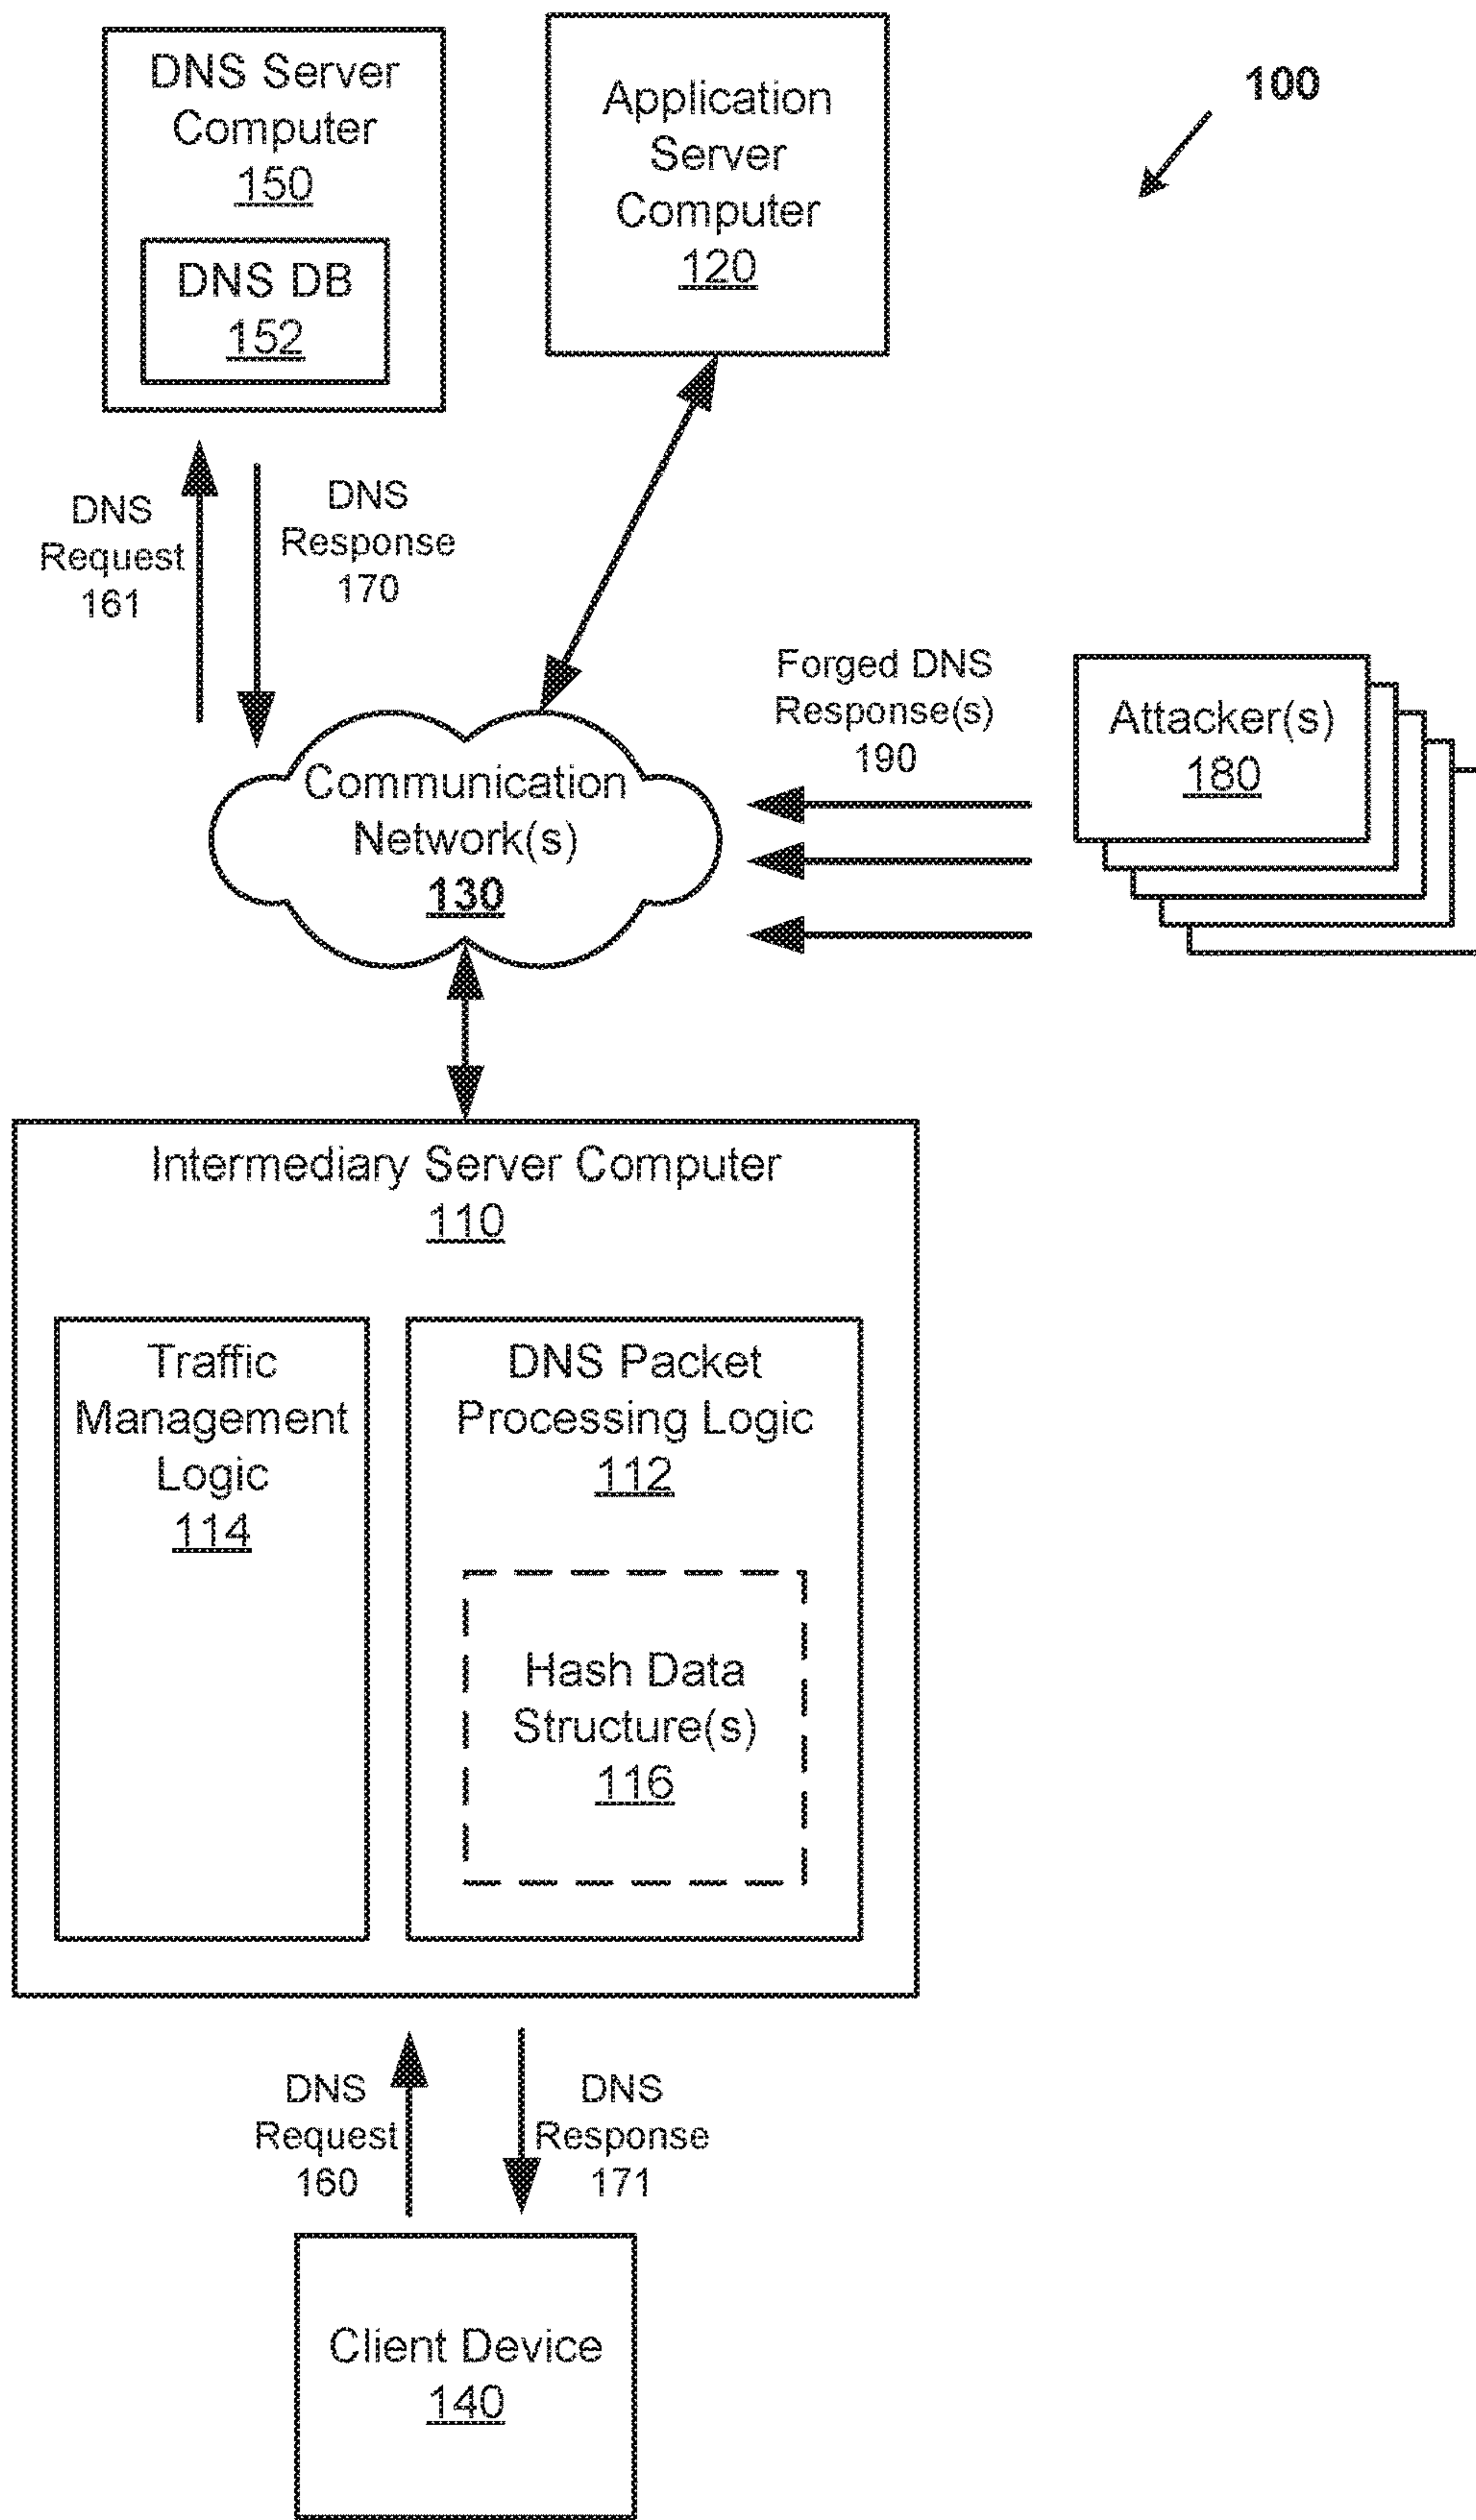 DNS Server
Computer
150
DNS DB
152
Application
Server
Computer
120
100
DNS
Request
161
DNS
Response
170
Forged DNS
Response(s)
190
Attacker(s)
180
Communication
Network(s)
130
Intermediary Server Computer
110
Traffic
Management
Logic
114
DNS Packet
Processing Logic
112
Hash Data
Structure(s)
116
DNS
Request
160
DNS
Response
171
Client Device
140